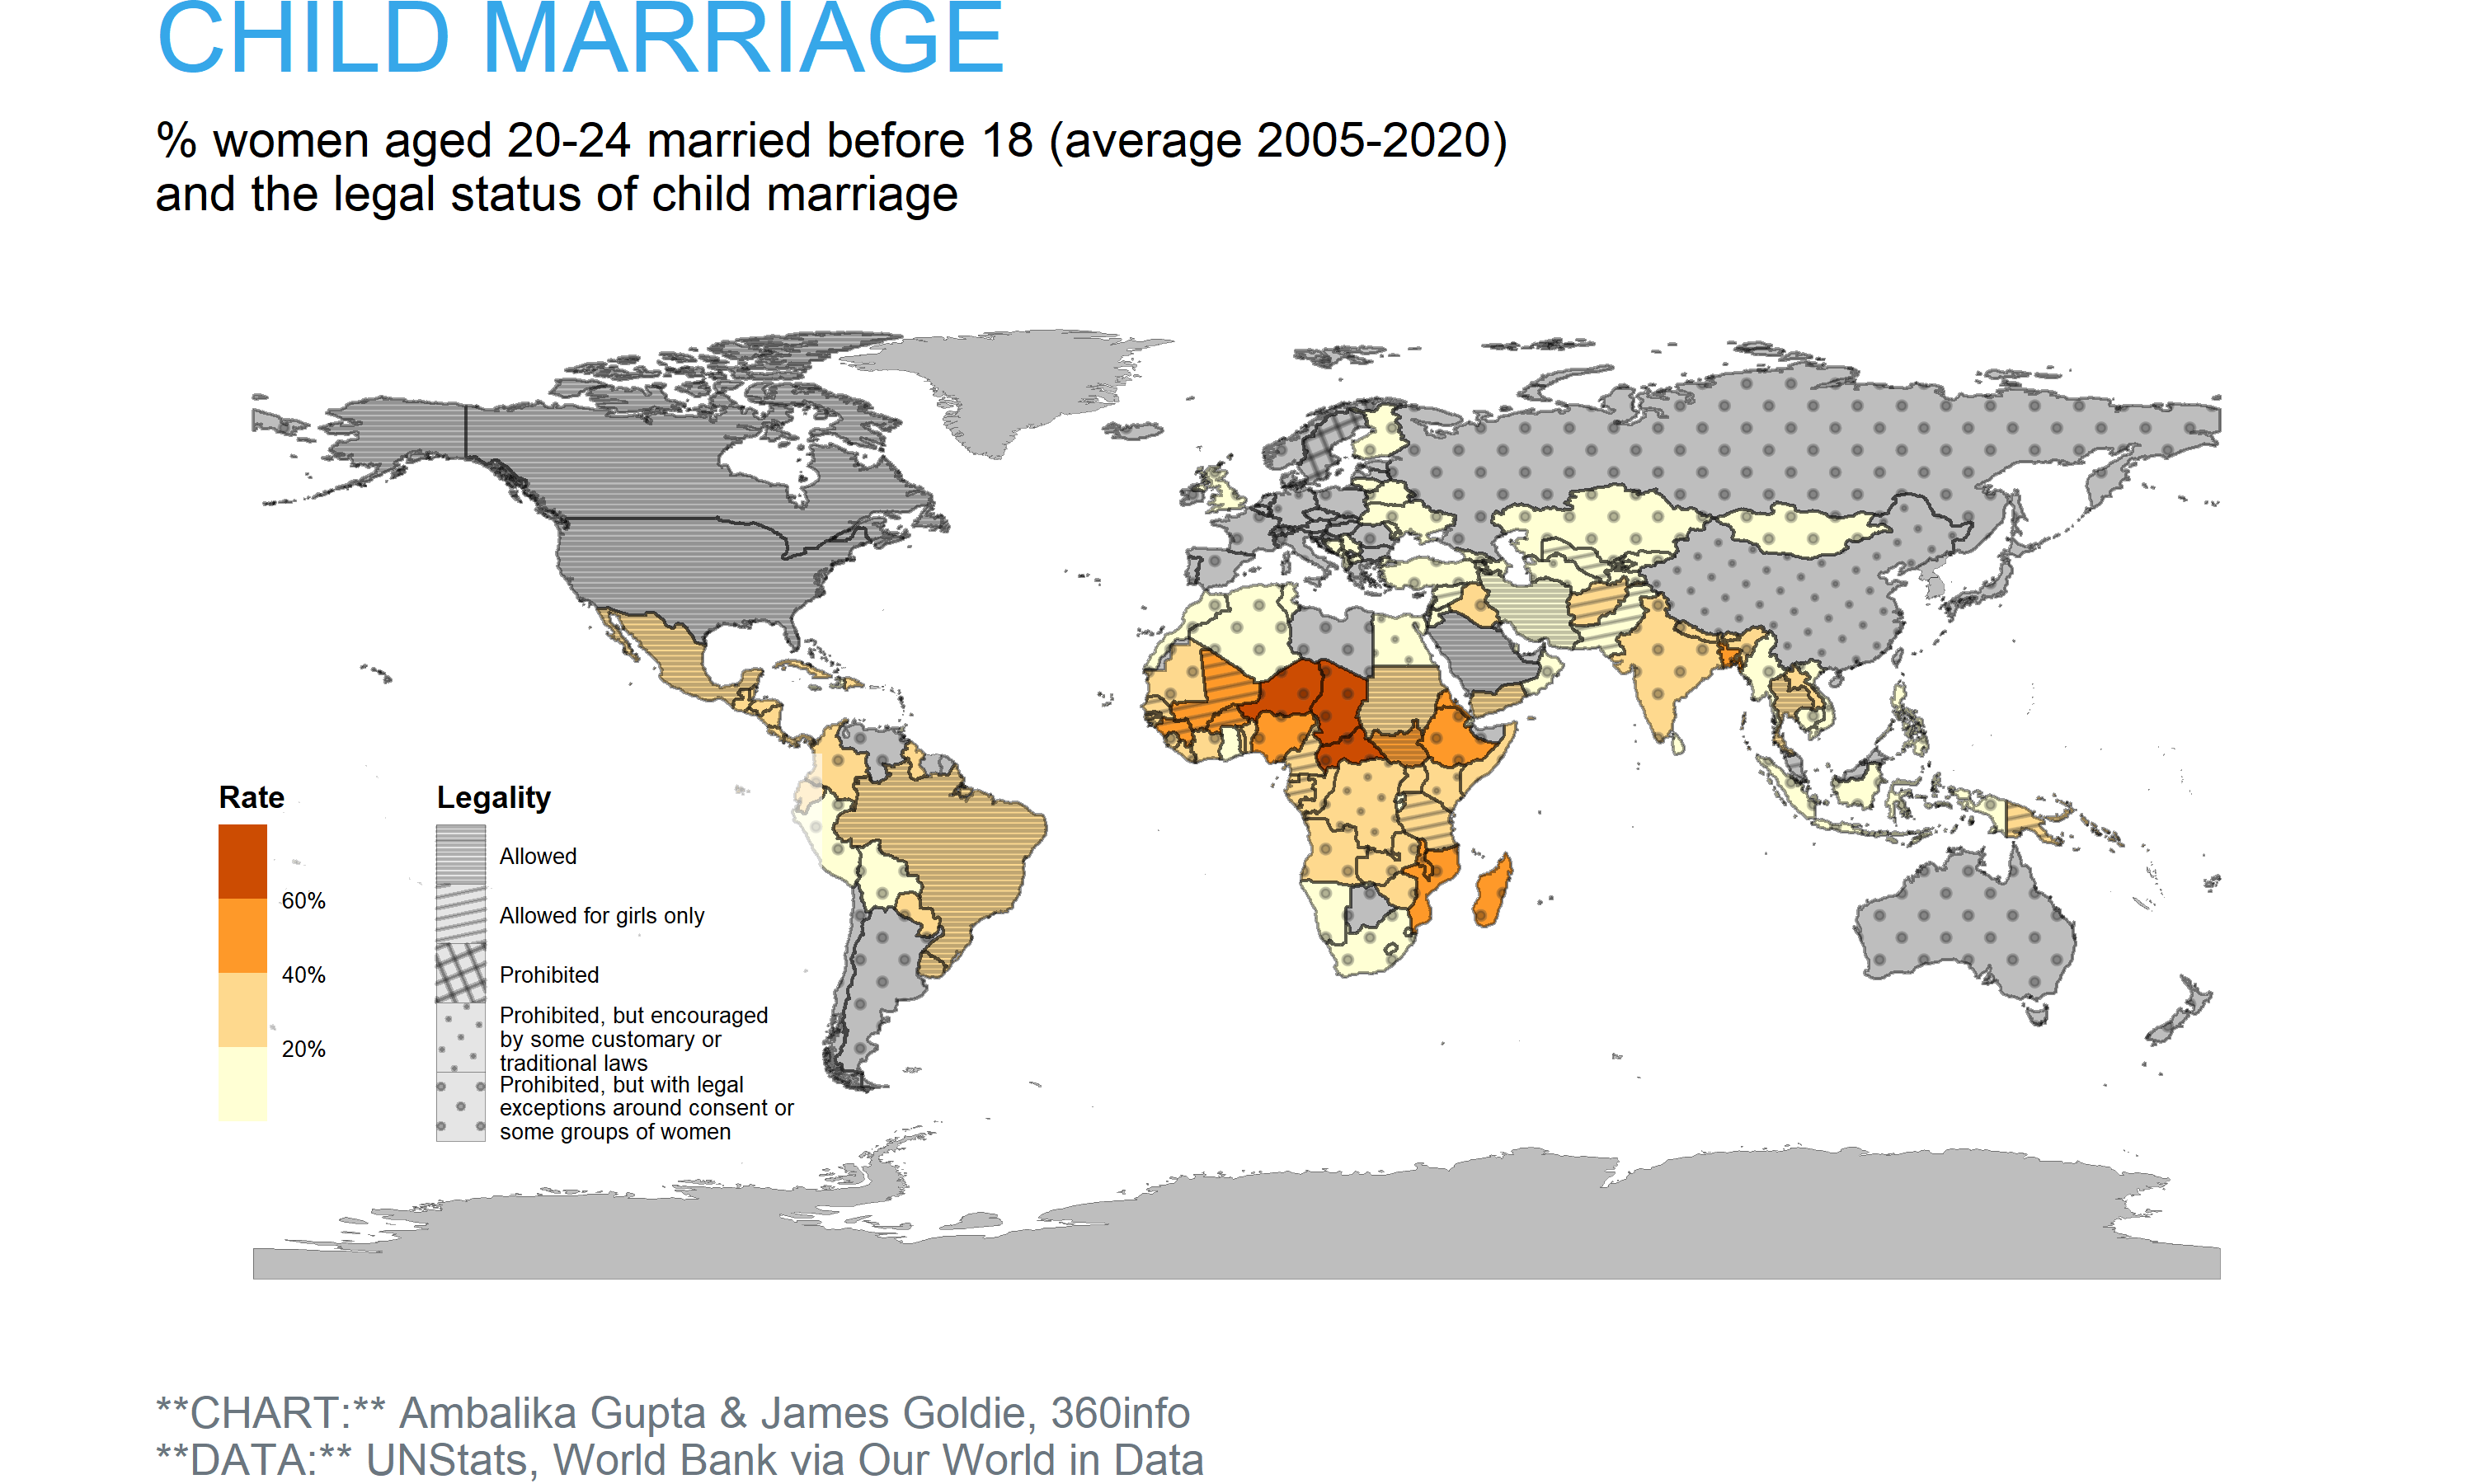 CHILD MARRIAGE
% women aged 20-24 married before 18 (average 2005-2020)
and the legal status of child marriage
Rate
60%
40%
20%
Legality
Allowed
Allowed for girls only
Prohibited
Prohibited, but encouraged
by some customary or
traditional laws
Prohibited, but with legal
exceptions around consent or
some groups of women
**CHART:** Ambalika Gupta & James Goldie, 360info
**DATA:** UNStats, World Bank via Our World in Data